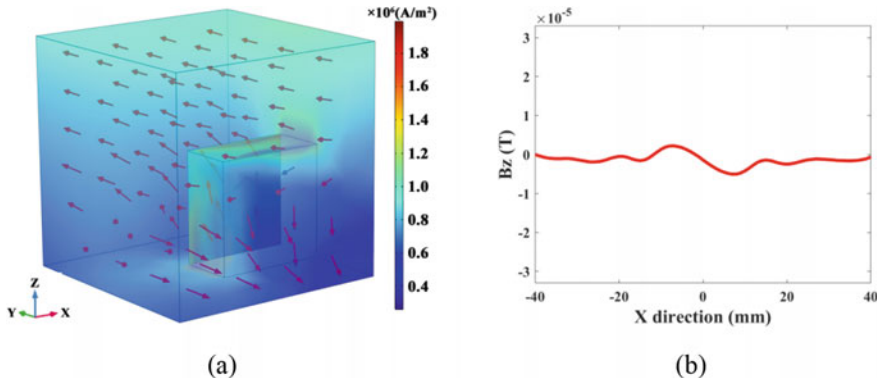 ×10⁶(A/m²)
1.8
1.6
1.4
1.2
1.0
0.8
0.6
0.4
Z
Y
X
(a)
×10⁻⁵
3
2
1
0
-1
-2
-3
Bz (T)
-40
-20
0
20
40
X direction (mm)
(b)